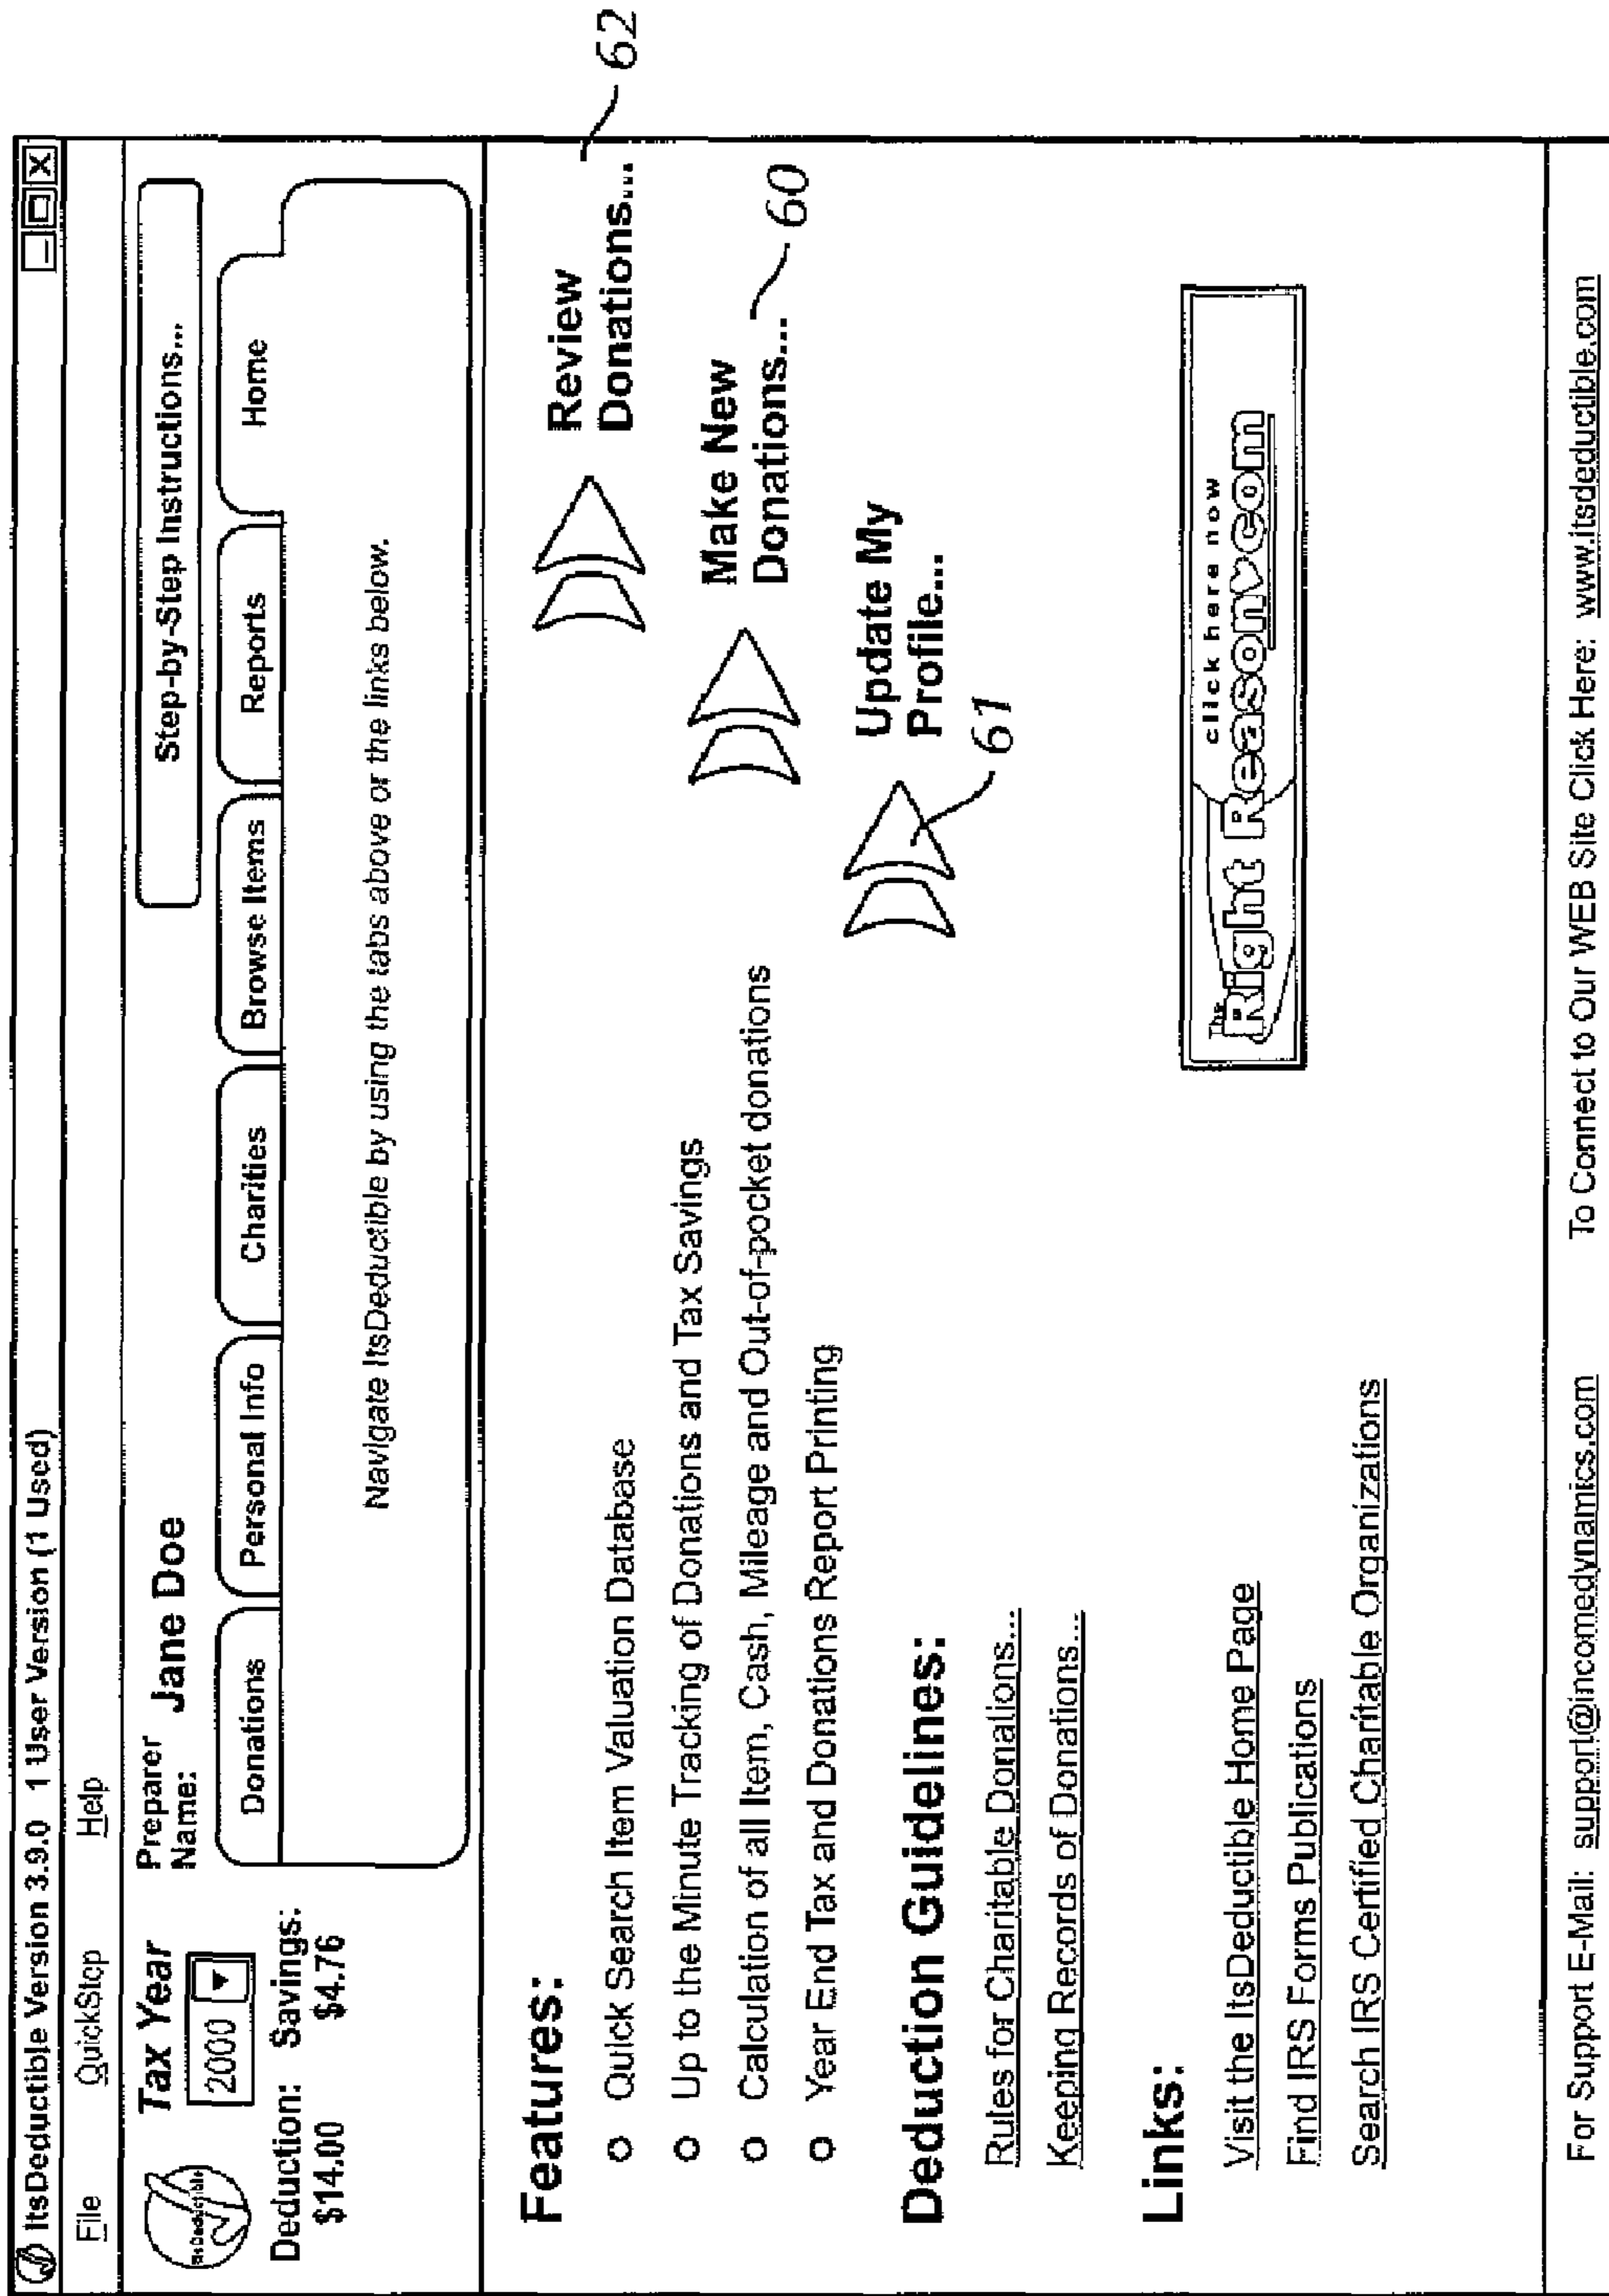 ItsDeductible Version 3.9.0 1 User Version (1 Used)
File QuickStop Help
ItsDeductible
Tax Year
2000
Preparer
Name: Jane Doe
Step-by-Step Instructions...
Deduction: Savings:
$14.00 $4.76
Donations Personal Info Charities Browse Items Reports Home
Navigate ItsDeductible by using the tabs above or the links below.
Features:
Quick Search Item Valuation Database
Up to the Minute Tracking of Donations and Tax Savings
Calculation of all Item, Cash, Mileage and Out-of-pocket donations
Year End Tax and Donations Report Printing
Review
Donations...
62
Make New
Donations...
60
Update My
Profile...
61
Deduction Guidelines:
Rules for Charitable Donations...
Keeping Records of Donations...
Links:
Visit the ItsDeductible Home Page
Find IRS Forms Publications
Search IRS Certified Charitable Organizations
click here now
The Right Reason.com
For Support E-Mail: support@incomedynamics.com To Connect to Our WEB Site Click Here: www.itsdeductible.com